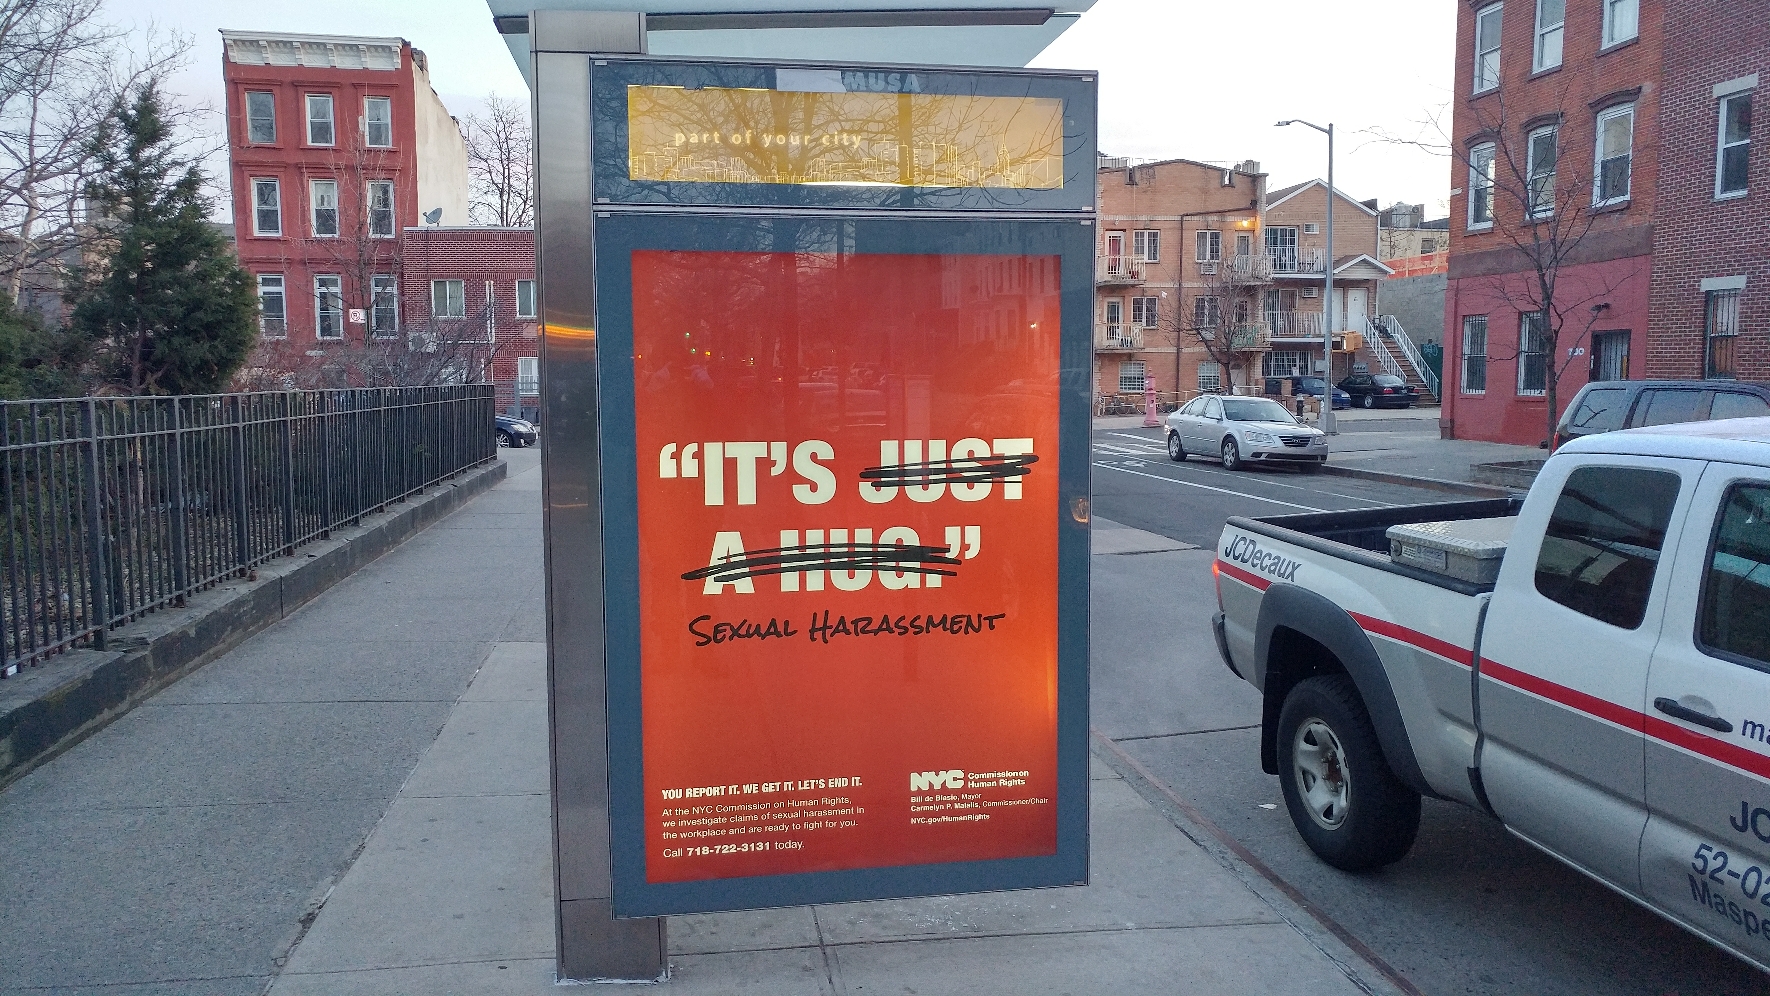 MUSA
part of your city
“IT’S JUST
A HUG.”
Sexual Harassment
YOU REPORT IT. WE GET IT. LET’S END IT.
At the NYC Commission on Human Rights,
we investigate claims of sexual harassment in
the workplace and are ready to fight for you.
Call 718-722-3131 today.
NYC Commission on
Human Rights
Bill de Blasio, Mayor
Carmelyn P. Malalis, Commissioner/Chair
NYC.gov/HumanRights
JCDecaux
ma
JC
52-02
Maspe